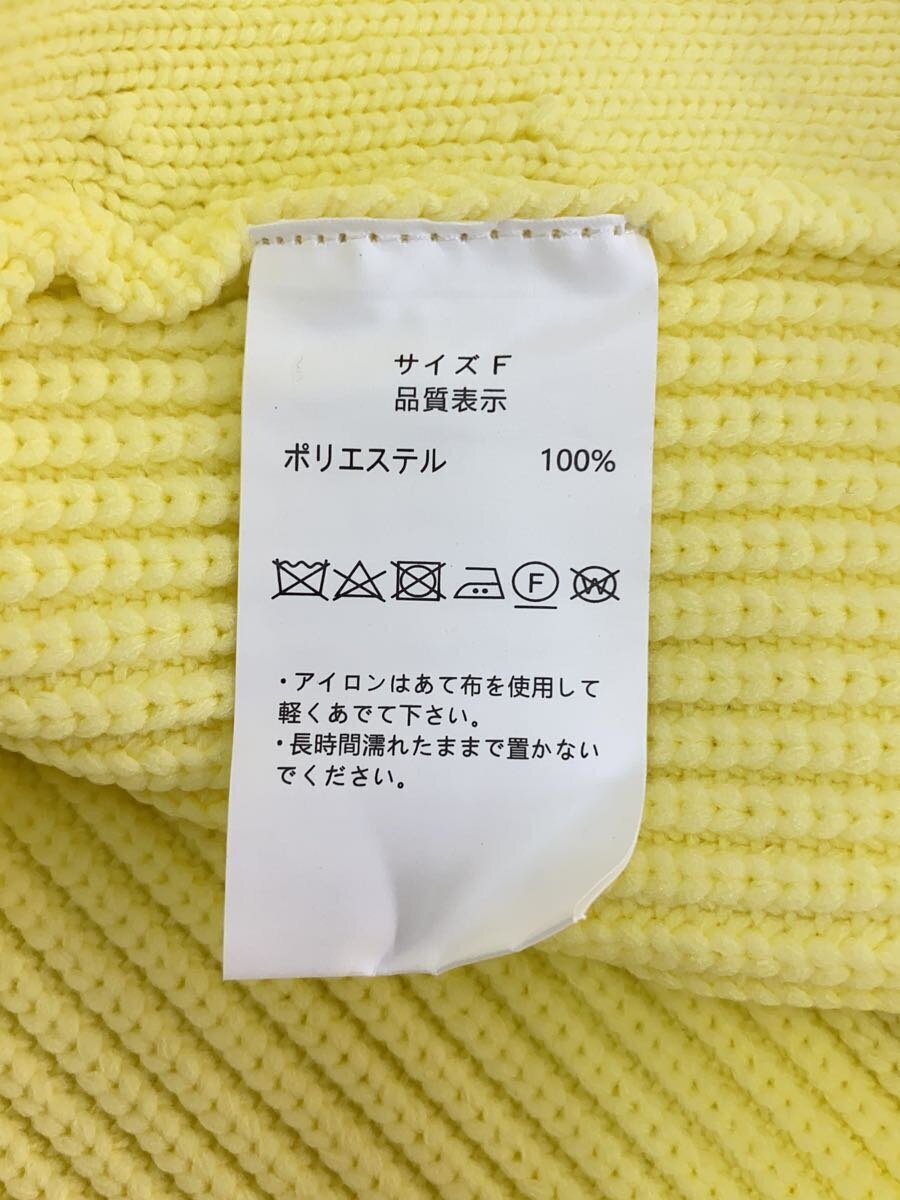 サイズ F
品質表示
ポリエステル 100%
F W
・アイロンはあて布を使用して
軽くあでて下さい。
・長時間濡れたままで置かない
でください。